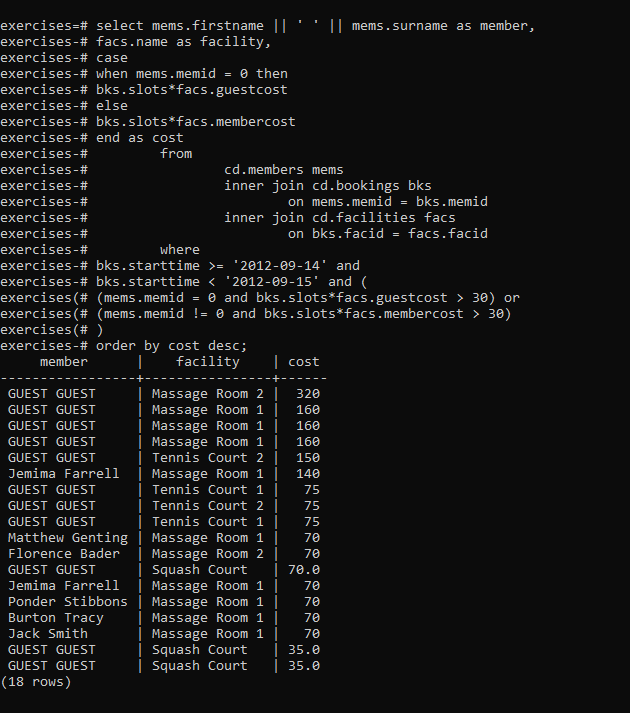 exercises=# select mems.firstname || ' ' || mems.surname as member,
exercises-# facs.name as facility,
exercises-# case
exercises-# when mems.memid = 0 then
exercises-# bks.slots*facs.guestcost
exercises-# else
exercises-# bks.slots*facs.membercost
exercises-# end as cost
exercises-#         from
exercises-#                 cd.members mems
exercises-#                 inner join cd.bookings bks
exercises-#                         on mems.memid = bks.memid
exercises-#                 inner join cd.facilities facs
exercises-#                         on bks.facid = facs.facid
exercises-#         where
exercises-# bks.starttime >= '2012-09-14' and
exercises-# bks.starttime < '2012-09-15' and (
exercises(# (mems.memid = 0 and bks.slots*facs.guestcost > 30) or
exercises(# (mems.memid != 0 and bks.slots*facs.membercost > 30)
exercises(# )
exercises-# order by cost desc;
     member      |    facility    | cost
-----------------+----------------+------
 GUEST GUEST     | Massage Room 2 |  320
 GUEST GUEST     | Massage Room 1 |  160
 GUEST GUEST     | Massage Room 1 |  160
 GUEST GUEST     | Massage Room 1 |  160
 GUEST GUEST     | Tennis Court 2 |  150
 Jemima Farrell  | Massage Room 1 |  140
 GUEST GUEST     | Tennis Court 1 |   75
 GUEST GUEST     | Tennis Court 2 |   75
 GUEST GUEST     | Tennis Court 1 |   75
 Matthew Genting | Massage Room 1 |   70
 Florence Bader  | Massage Room 2 |   70
 GUEST GUEST     | Squash Court   | 70.0
 Jemima Farrell  | Massage Room 1 |   70
 Ponder Stibbons | Massage Room 1 |   70
 Burton Tracy    | Massage Room 1 |   70
 Jack Smith      | Massage Room 1 |   70
 GUEST GUEST     | Squash Court   | 35.0
 GUEST GUEST     | Squash Court   | 35.0
(18 rows)